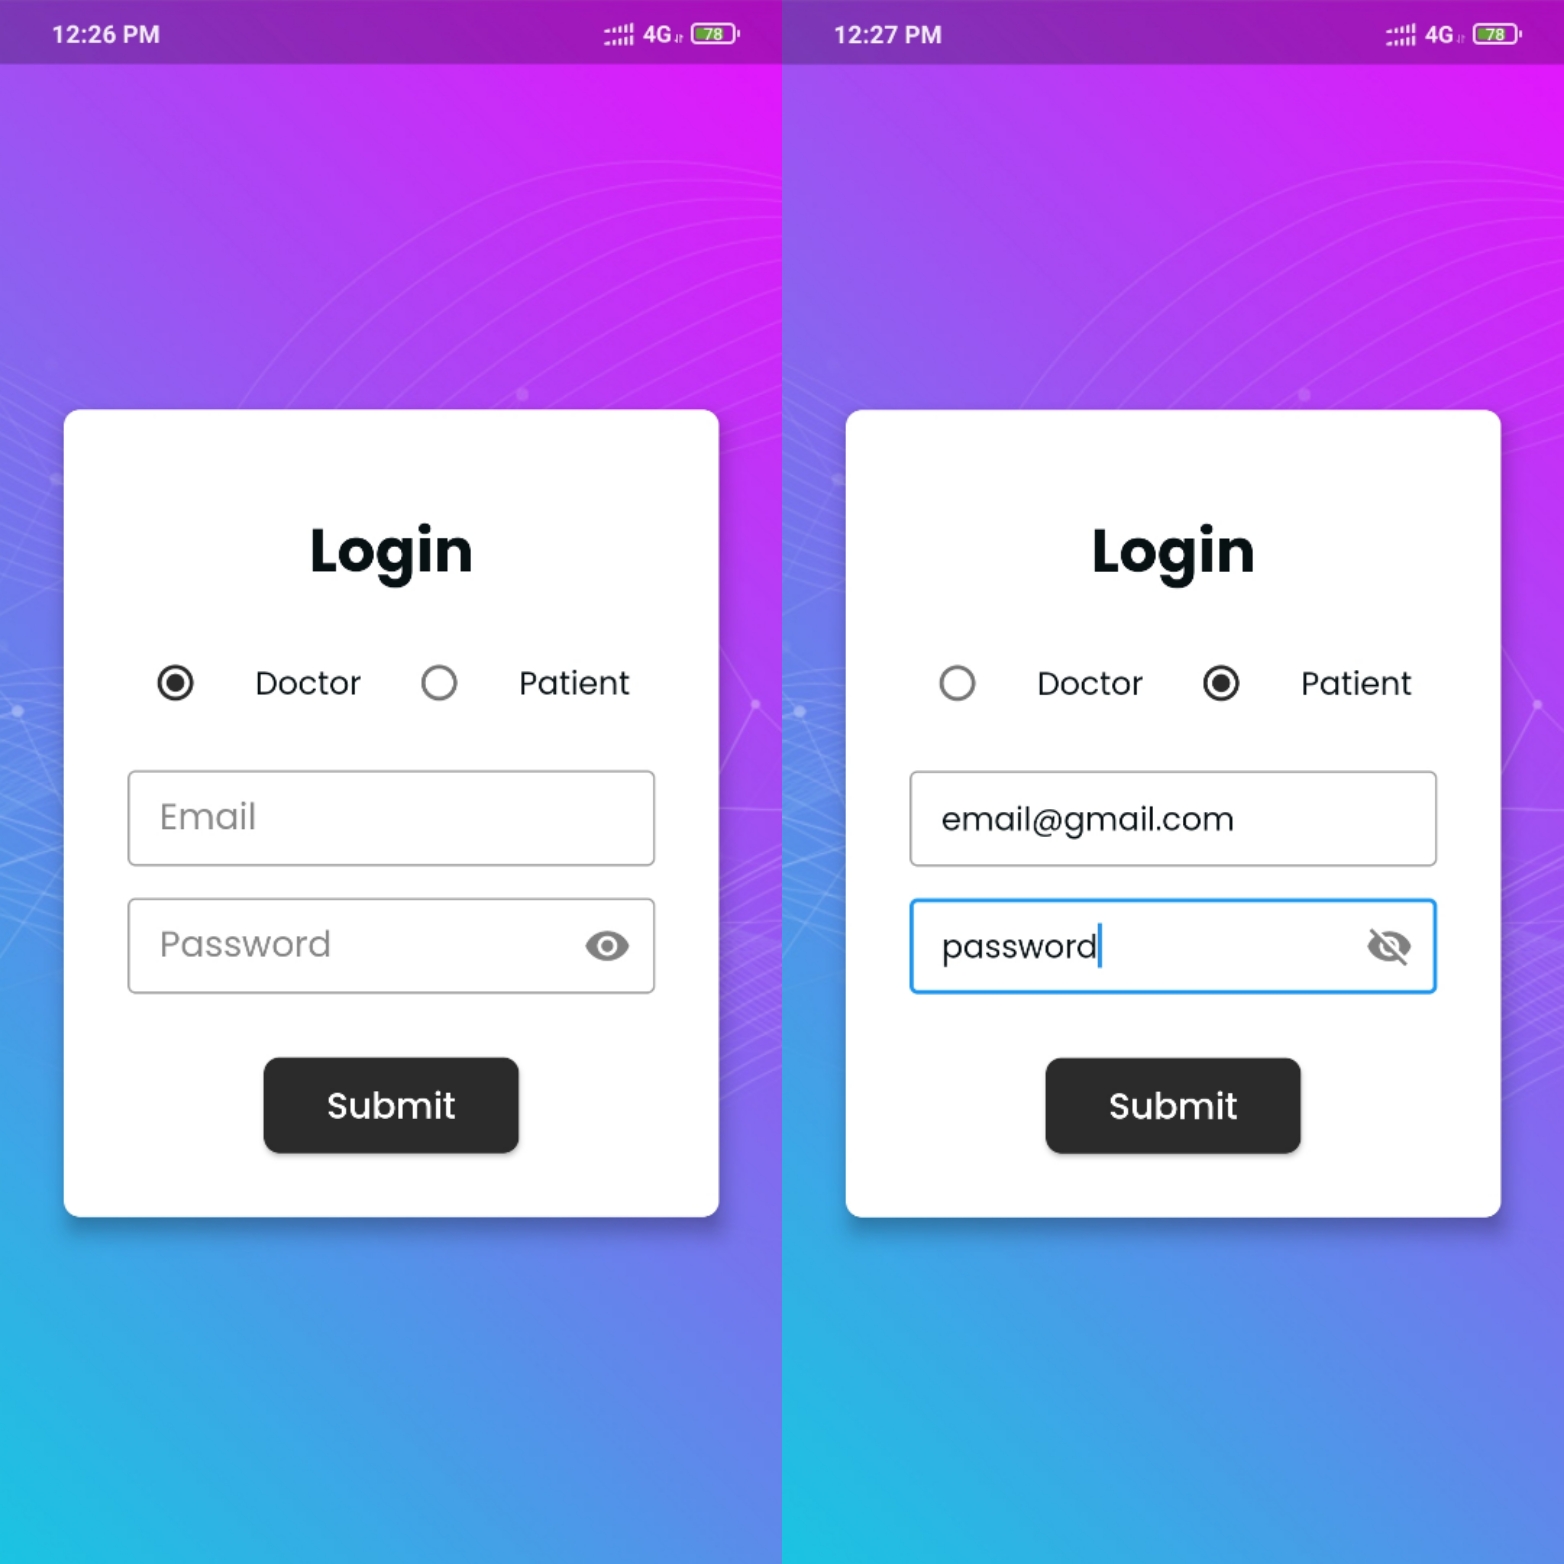 12:26 PM 4G 78
Login
Doctor Patient
Email
Password
Submit
12:27 PM 4G 78
Login
Doctor Patient
email@gmail.com
password
Submit